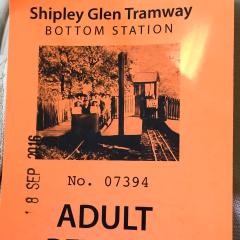 Shipley Glen Tramway
BOTTOM STATION
18 SEP 2016
No. 07394
ADULT